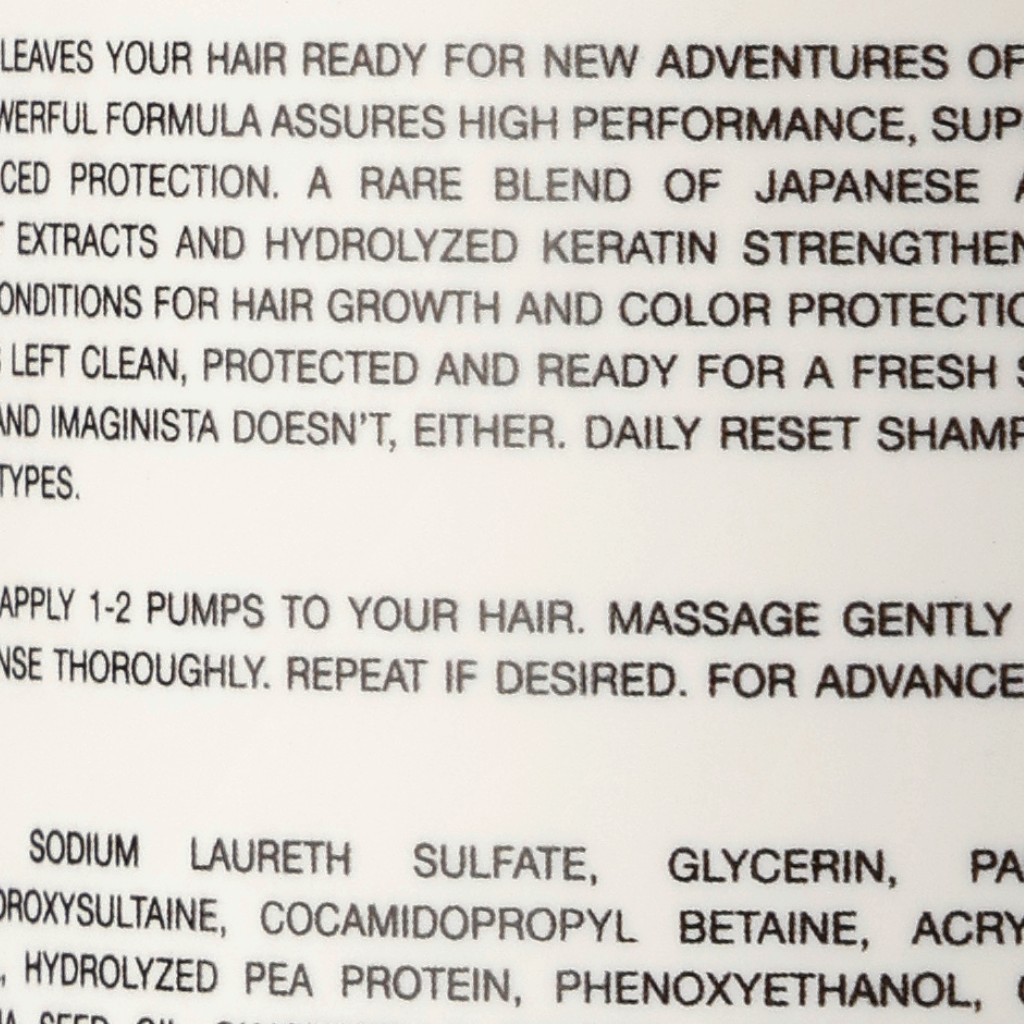 LEAVES YOUR HAIR READY FOR NEW ADVENTURES OF
WERFUL FORMULA ASSURES HIGH PERFORMANCE, SUP
CED PROTECTION. A RARE BLEND OF JAPANESE A
EXTRACTS AND HYDROLYZED KERATIN STRENGTHEN
ONDITIONS FOR HAIR GROWTH AND COLOR PROTECTIO
LEFT CLEAN, PROTECTED AND READY FOR A FRESH S
AND IMAGINISTA DOESN'T, EITHER. DAILY RESET SHAMP
TYPES.
APPLY 1-2 PUMPS TO YOUR HAIR. MASSAGE GENTLY
NSE THOROUGHLY. REPEAT IF DESIRED. FOR ADVANCE
SODIUM LAURETH SULFATE, GLYCERIN, PA
DROXYSULTAINE, COCAMIDOPROPYL BETAINE, ACRY
, HYDROLYZED PEA PROTEIN, PHENOXYETHANOL,
SEED OIL